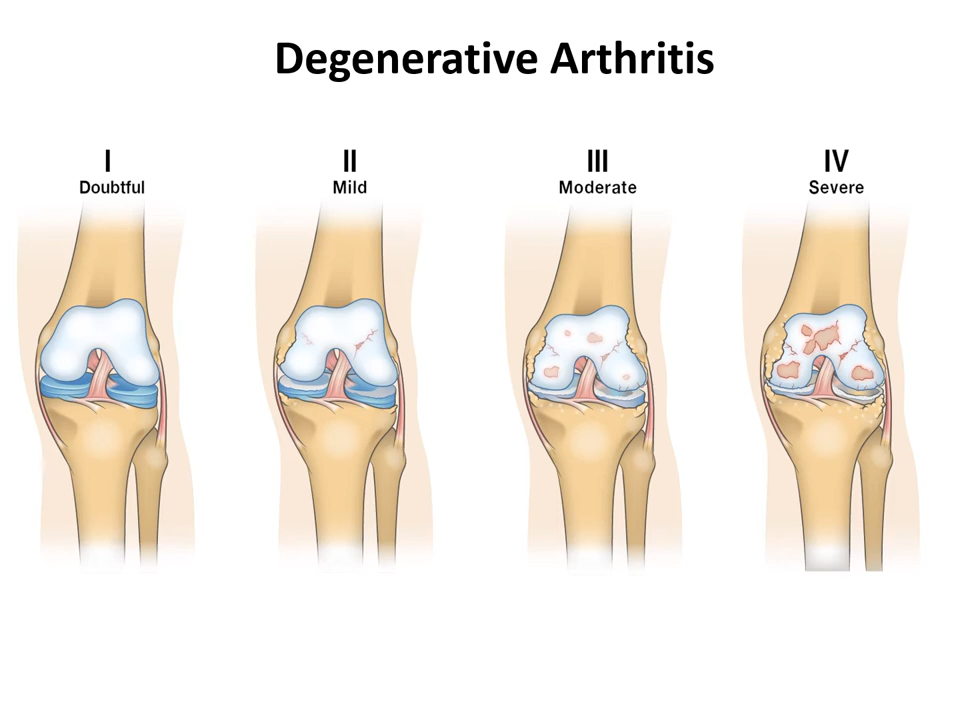 Degenerative Arthritis
I II III IV
Doubtful Mild Moderate Severe